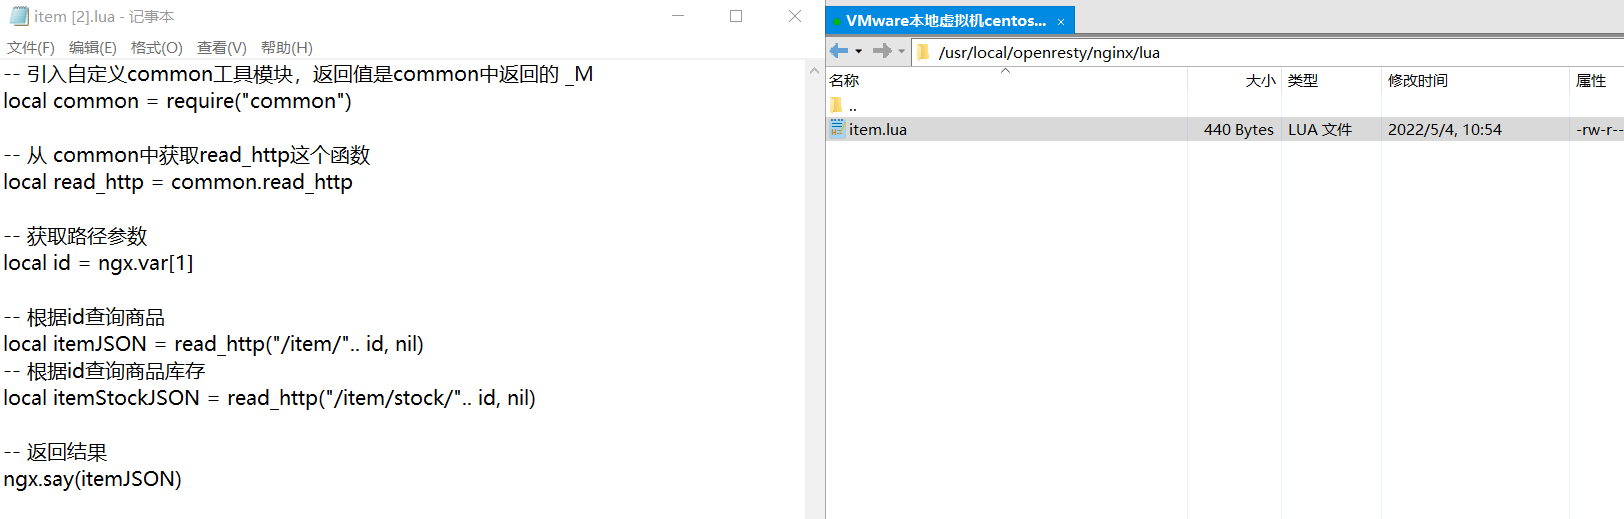 item [2].lua - 记事本
文件(F) 编辑(E) 格式(O) 查看(V) 帮助(H)
-- 引入自定义common工具模块，返回值是common中返回的 _M
local common = require("common")
-- 从 common中获取read_http这个函数
local read_http = common.read_http
-- 获取路径参数
local id = ngx.var[1]
-- 根据id查询商品
local itemJSON = read_http("/item/".. id, nil)
-- 根据id查询商品库存
local itemStockJSON = read_http("/item/stock/".. id, nil)
-- 返回结果
ngx.say(itemJSON)
VMware本地虚拟机centos... ×
/usr/local/openresty/nginx/lua
名称 大小 类型 修改时间 属性
..
item.lua 440 Bytes LUA 文件 2022/5/4, 10:54 -rw-r--